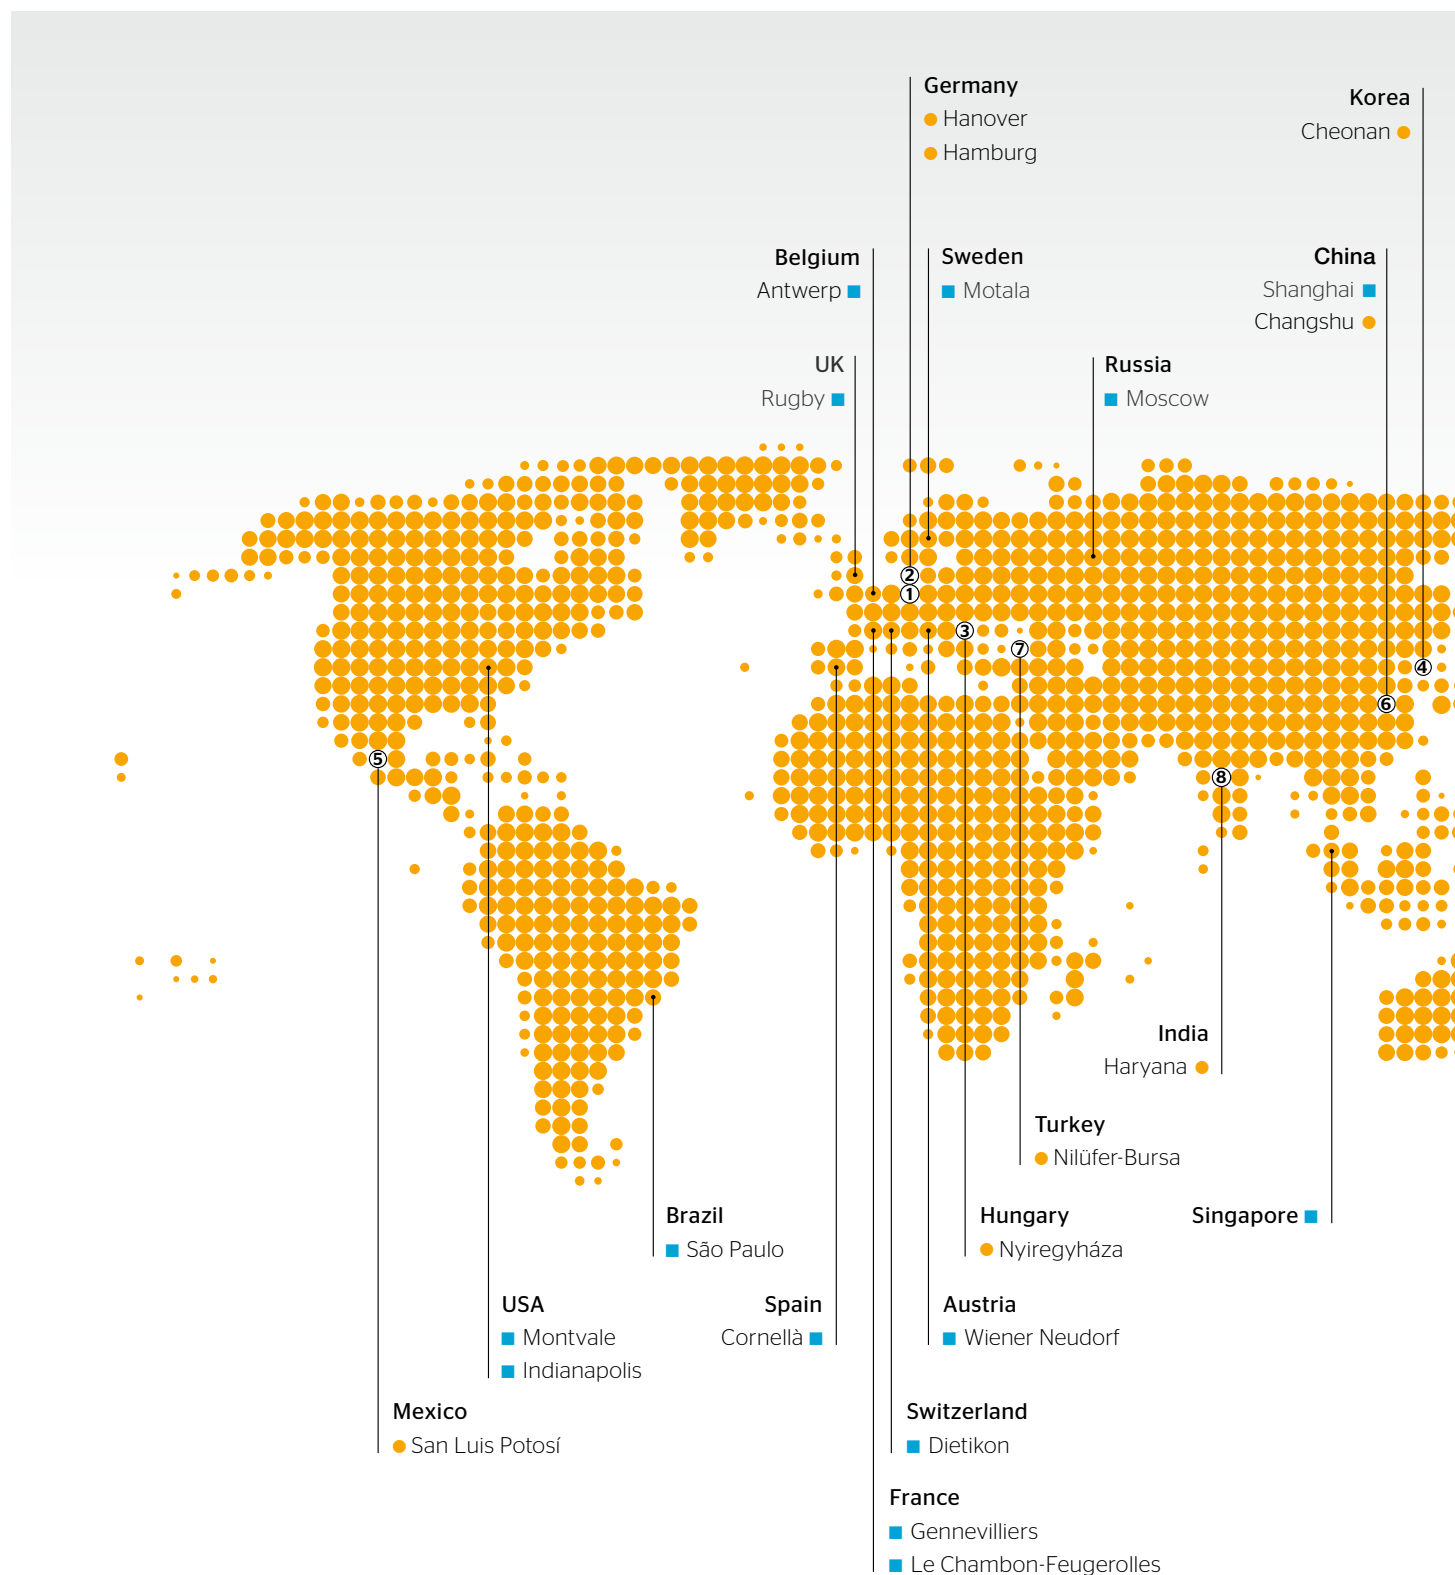 Germany
Hanover
Hamburg
Korea
Cheonan
Belgium
Antwerp
Sweden
Motala
China
Shanghai
Changshu
UK
Rugby
Russia
Moscow
2
1
3
7
4
6
5
8
India
Haryana
Turkey
Nilüfer-Bursa
Brazil
São Paulo
Hungary
Nyiregyháza
Singapore
USA
Montvale
Indianapolis
Spain
Cornellà
Austria
Wiener Neudorf
Mexico
San Luis Potosí
Switzerland
Dietikon
France
Gennevilliers
Le Chambon-Feugerolles